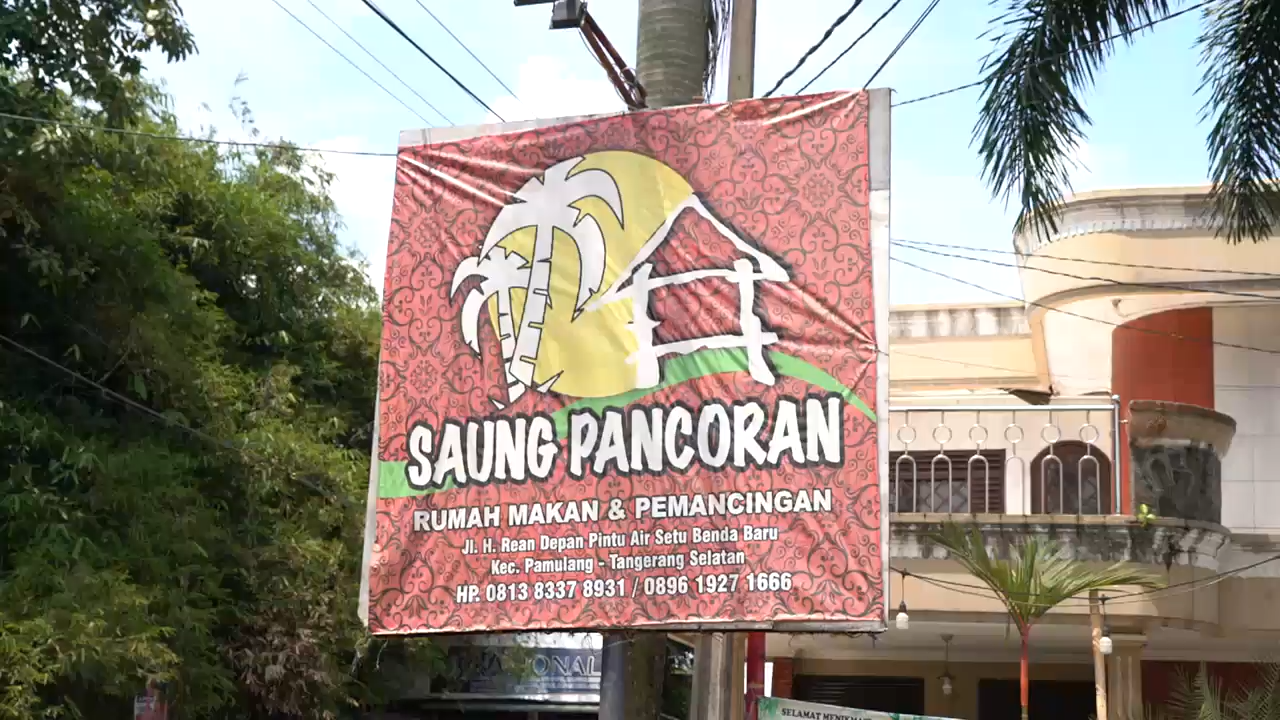 SAUNG PANCORAN
RUMAH MAKAN & PEMANCINGAN
Jl. H. Rean Depan Pintu Air Setu Benda Baru
Kec. Pamulang - Tangerang Selatan
HP. 0813 8337 8931 / 0896 1927 1666
SELAMAT